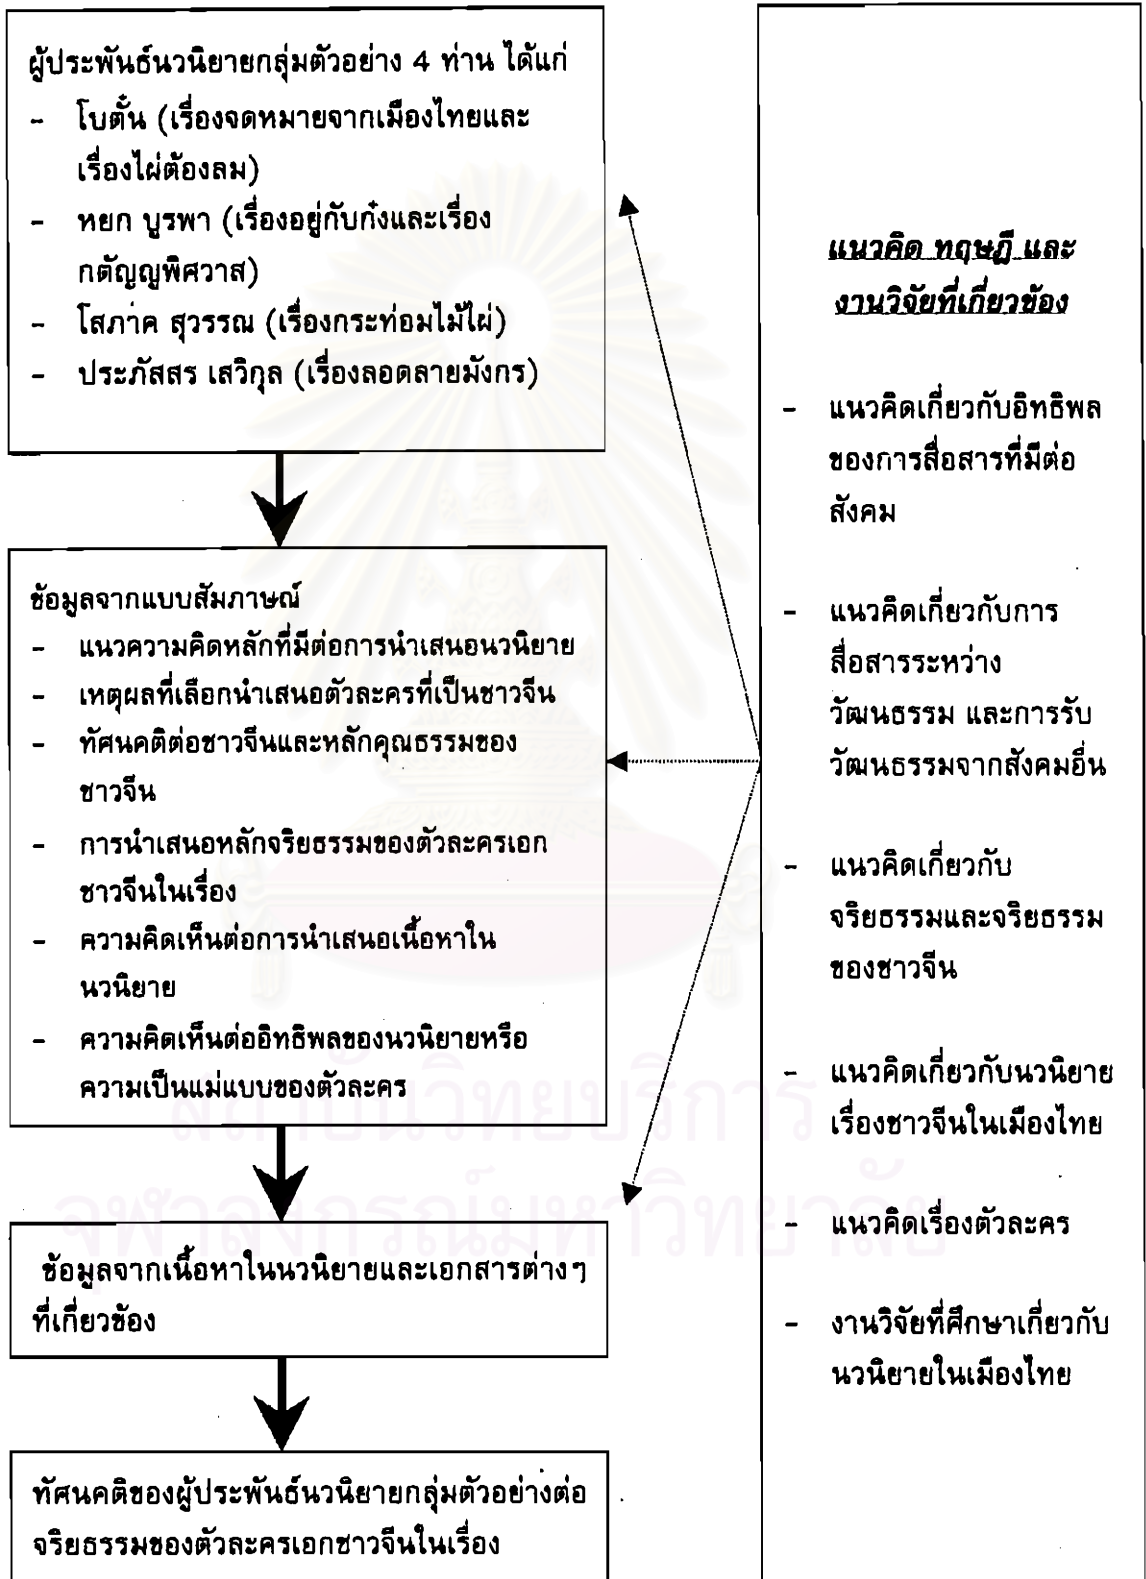 ผู้ประพันธ์นวนิยายกลุ่มตัวอย่าง 4 ท่าน ได้แก่
- โบตั๋น (เรื่องจดหมายจากเมืองไทยและ
เรื่องไผ่ต้องลม)
- หยก บูรพา (เรื่องอยู่กับก๋งและเรื่อง
กตัญญูพิศวาส)
- โสภาค สุวรรณ (เรื่องกระท่อมไม้ไผ่)
- ประภัสสร เสวิกุล (เรื่องลอดลายมังกร)
ข้อมูลจากแบบสัมภาษณ์
- แนวความคิดหลักที่มีต่อการนำเสนอนวนิยาย
- เหตุผลที่เลือกนำเสนอตัวละครที่เป็นชาวจีน
- ทัศนคติต่อชาวจีนและหลักคุณธรรมของ
ชาวจีน
- การนำเสนอหลักจริยธรรมของตัวละครเอก
ชาวจีนในเรื่อง
- ความคิดเห็นต่อการนำเสนอเนื้อหาใน
นวนิยาย
- ความคิดเห็นต่ออิทธิพลของนวนิยายหรือ
ความเป็นแม่แบบของตัวละคร
ข้อมูลจากเนื้อหาในนวนิยายและเอกสารต่างๆ
ที่เกี่ยวข้อง
ทัศนคติของผู้ประพันธ์นวนิยายกลุ่มตัวอย่างต่อ
จริยธรรมของตัวละครเอกชาวจีนในเรื่อง
แนวคิด ทฤษฎี และ
งานวิจัยที่เกี่ยวข้อง
- แนวคิดเกี่ยวกับอิทธิพล
ของการสื่อสารที่มีต่อ
สังคม
- แนวคิดเกี่ยวกับการ
สื่อสารระหว่าง
วัฒนธรรม และการรับ
วัฒนธรรมจากสังคมอื่น
- แนวคิดเกี่ยวกับ
จริยธรรมและจริยธรรม
ของชาวจีน
- แนวคิดเกี่ยวกับนวนิยาย
เรื่องชาวจีนในเมืองไทย
- แนวคิดเรื่องตัวละคร
- งานวิจัยที่ศึกษาเกี่ยวกับ
นวนิยายในเมืองไทย
สถาบันวิทยบริการ
จุฬาลงกรณ์มหาวิทยาลัย